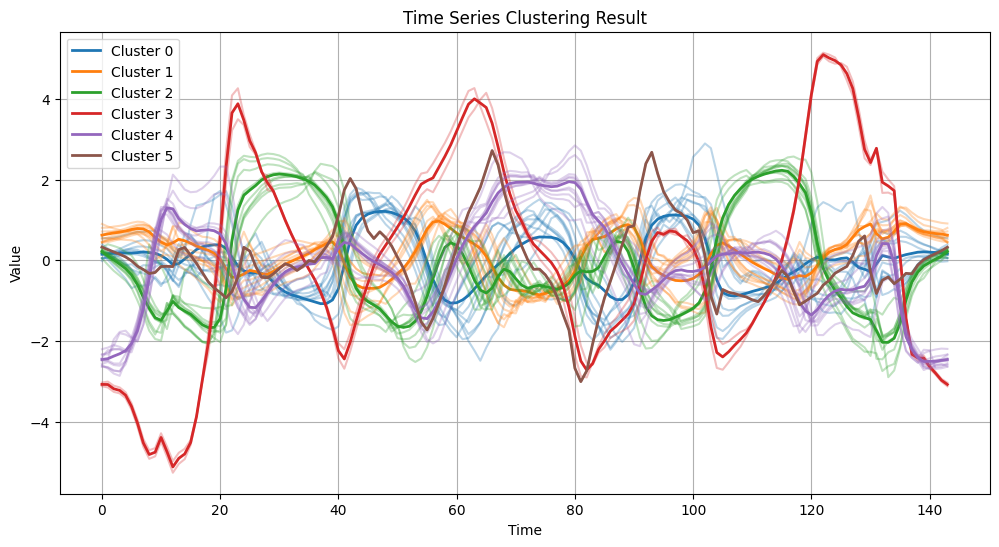 Time Series Clustering Result
Cluster 0
Cluster 1
Cluster 2
Cluster 3
Cluster 4
Cluster 5
Value
4
2
0
−2
−4
0 20 40 60 80 100 120 140
Time